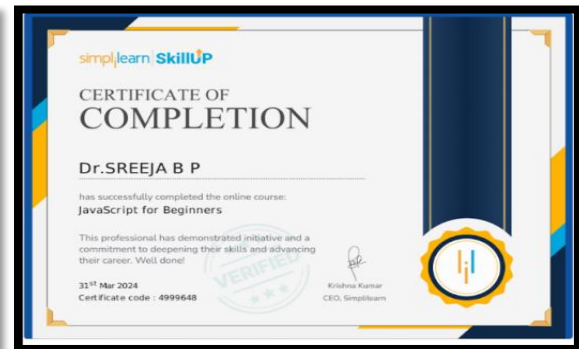 simplilearn SkillUP
CERTIFICATE OF
COMPLETION
Dr.SREEJA B P
has successfully completed the online course:
JavaScript for Beginners
This professional has demonstrated initiative and a
commitment to deepening their skills and advancing
their career. Well done!
VERIFIED
31st Mar 2024
Certificate code : 4999648
Krishna Kumar
CEO, Simplilearn